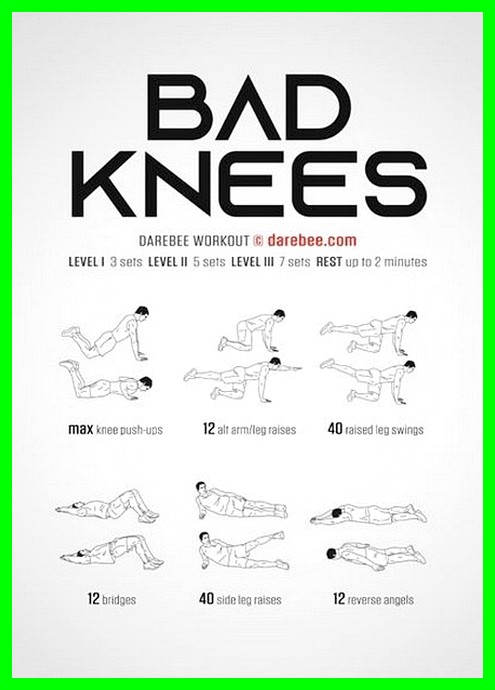 BAD
KNEES
DAREBEE WORKOUT © darebee.com
LEVEL I 3 sets LEVEL II 5 sets LEVEL III 7 sets REST up to 2 minutes
max knee push-ups
12 alt arm/leg raises
40 raised leg swings
12 bridges
40 side leg raises
12 reverse angels